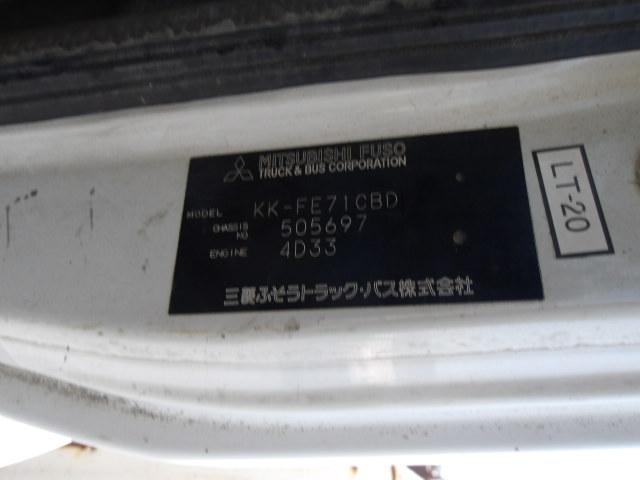 MITSUBISHI FUSO
TRUCK & BUS CORPORATION
MODEL KK-FE71CBD
CHASSIS NO 505697
ENGINE 4D33
三菱ふそうトラック・バス株式会社
LT-20